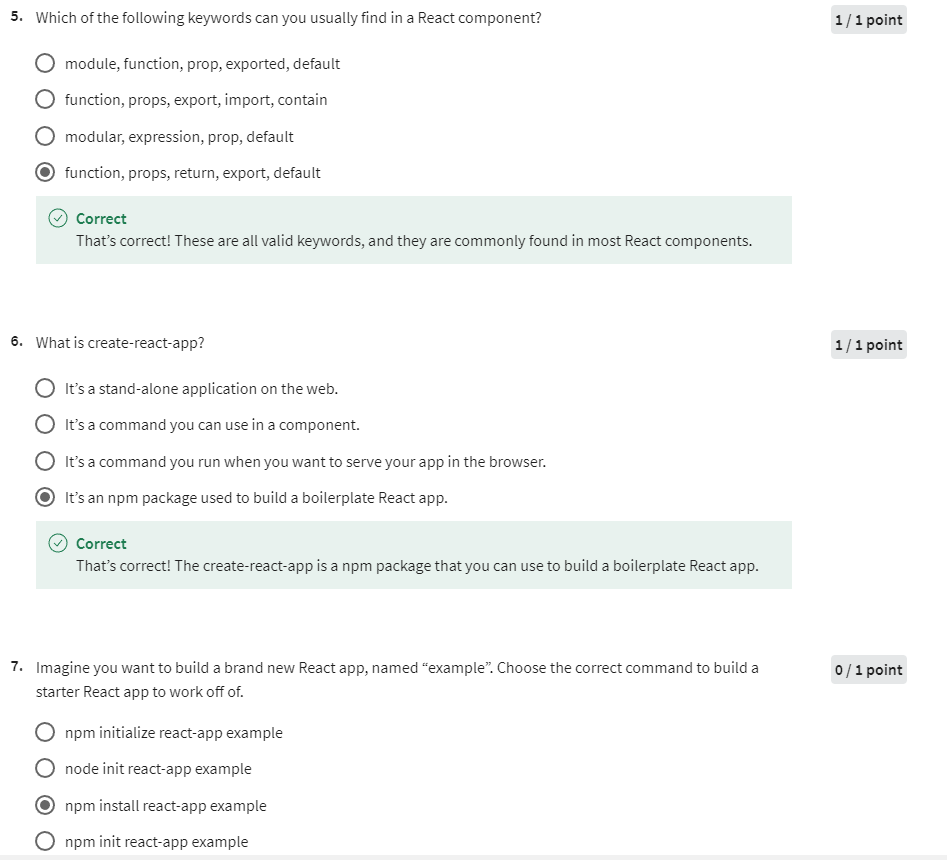 5. Which of the following keywords can you usually find in a React component?
1 / 1 point
module, function, prop, exported, default
function, props, export, import, contain
modular, expression, prop, default
function, props, return, export, default
Correct
That’s correct! These are all valid keywords, and they are commonly found in most React components.
6. What is create-react-app?
1 / 1 point
It’s a stand-alone application on the web.
It’s a command you can use in a component.
It’s a command you run when you want to serve your app in the browser.
It’s an npm package used to build a boilerplate React app.
Correct
That’s correct! The create-react-app is a npm package that you can use to build a boilerplate React app.
7. Imagine you want to build a brand new React app, named “example”. Choose the correct command to build a
starter React app to work off of.
0 / 1 point
npm initialize react-app example
node init react-app example
npm install react-app example
npm init react-app example